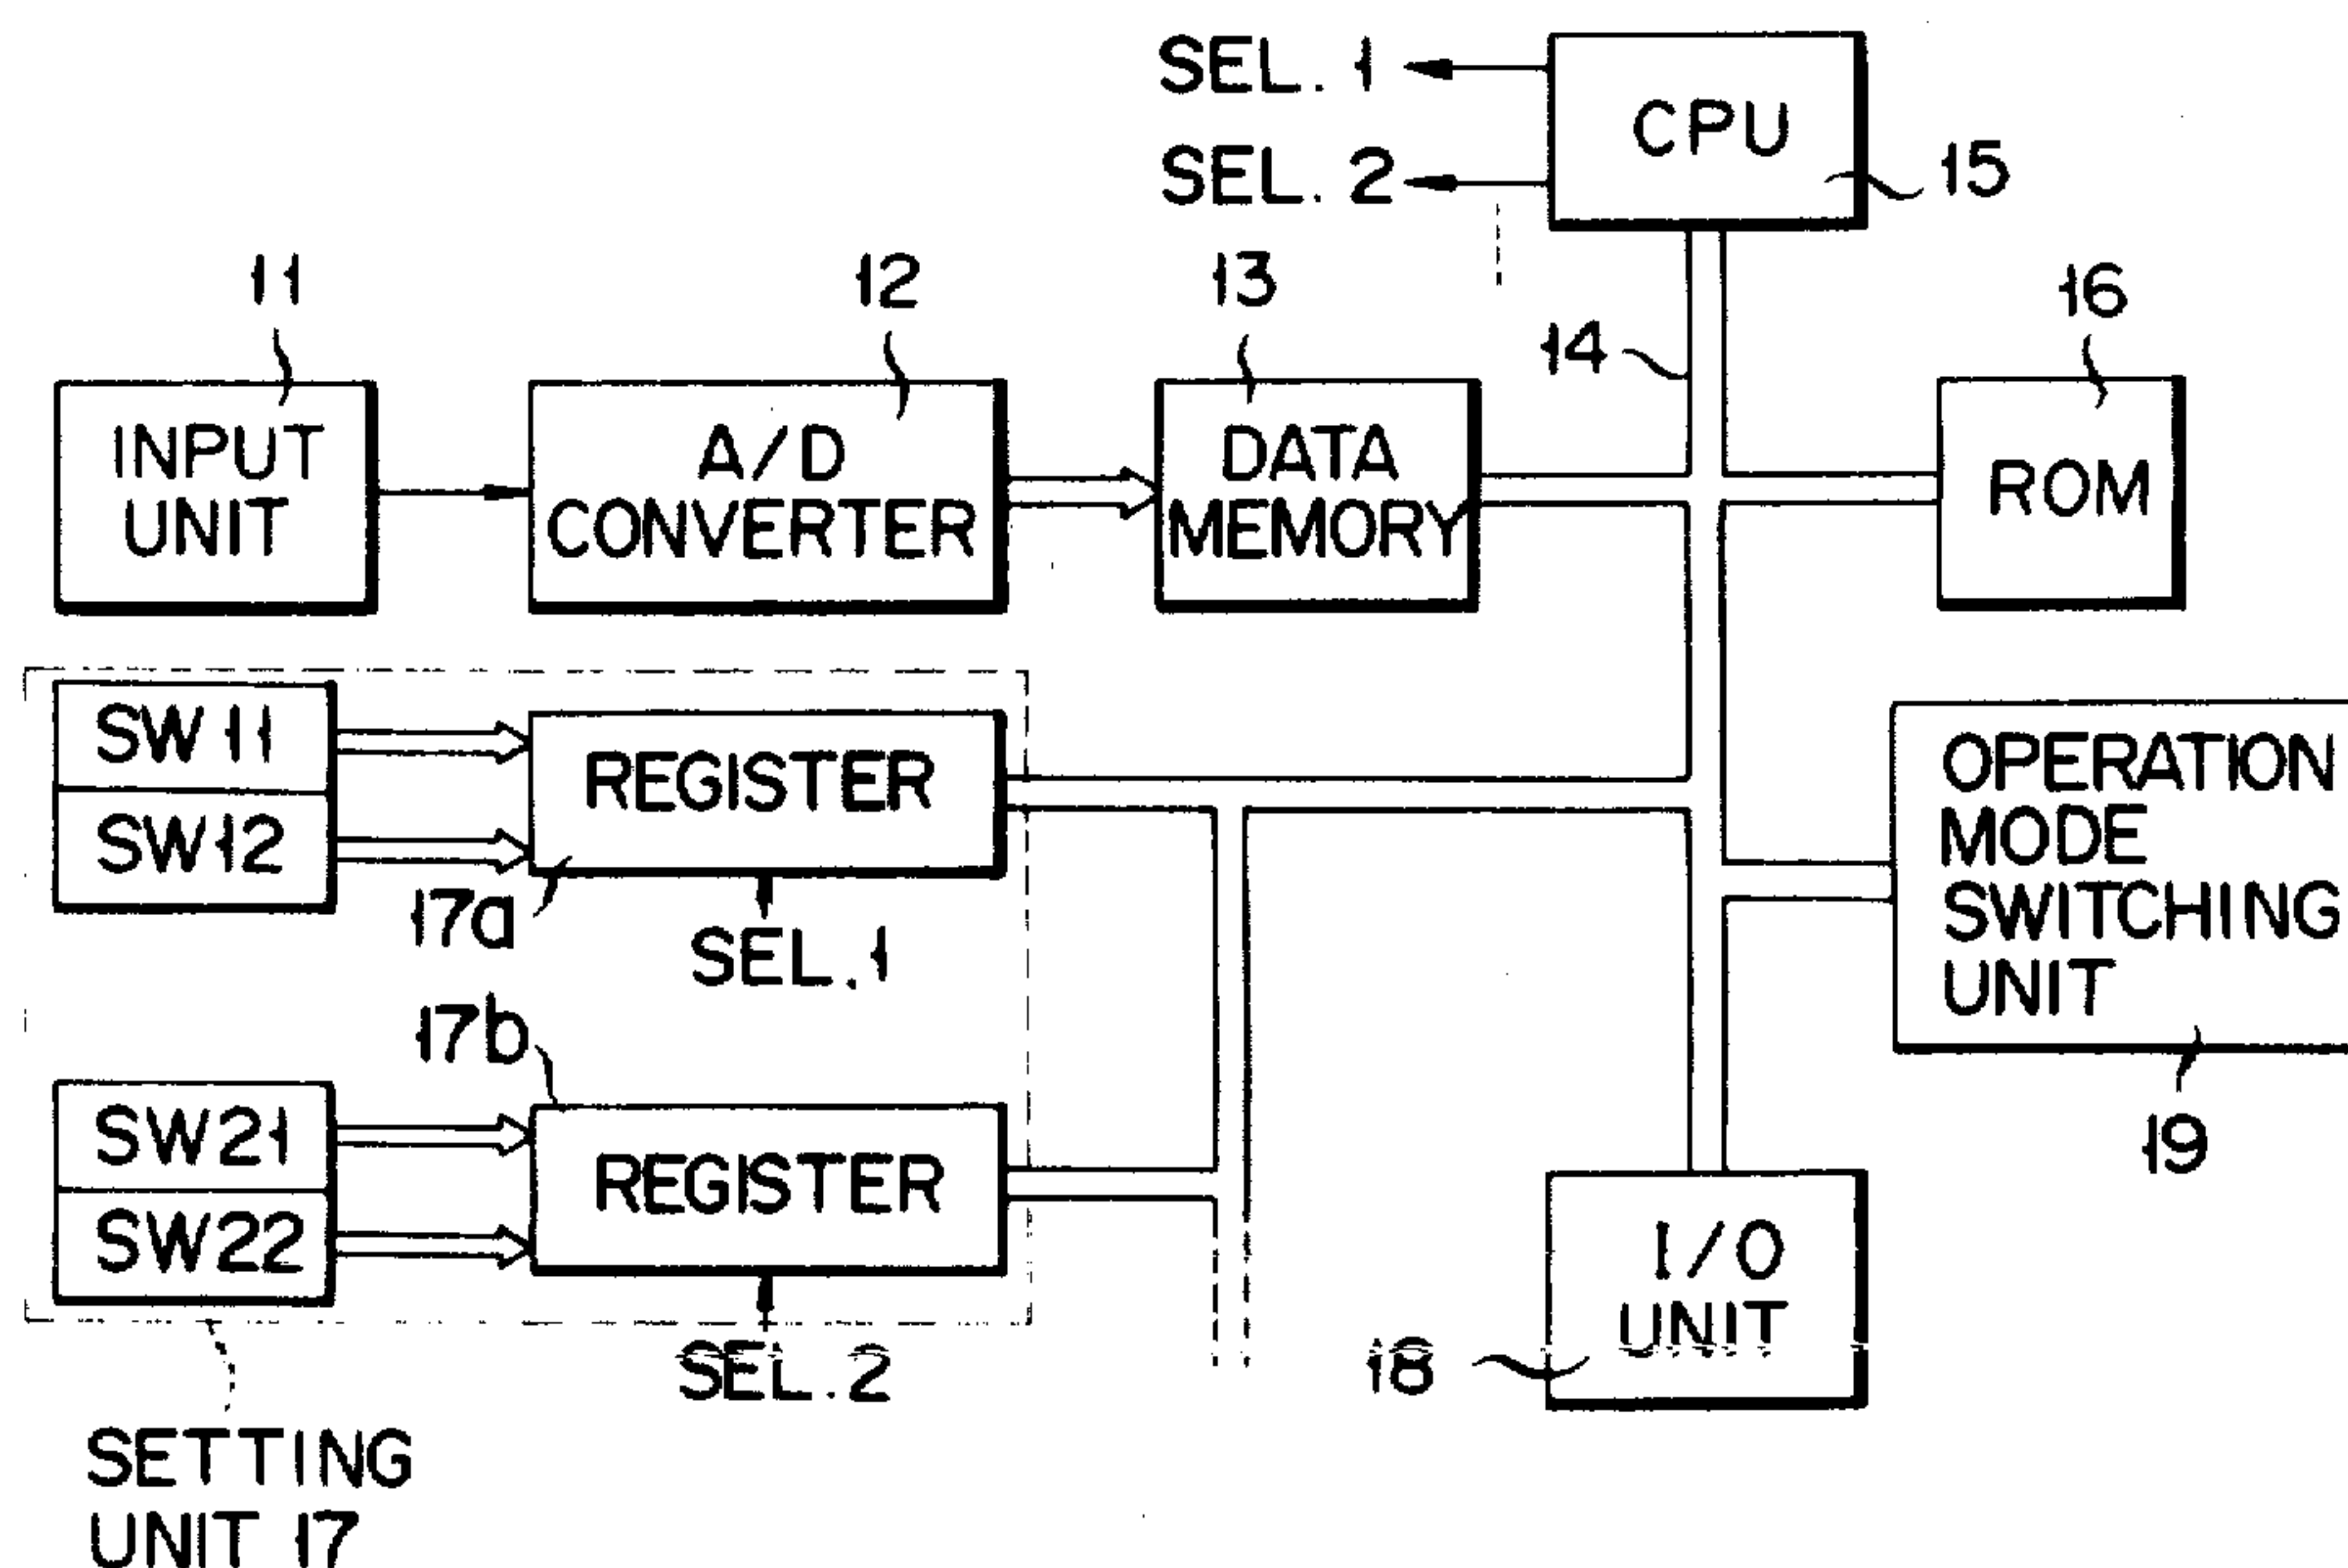 SEL. 1
CPU
SEL. 2
15
11
12
13
14
16
INPUT
UNIT
A/D
CONVERTER
DATA
MEMORY
ROM
SW11
SW12
REGISTER
17a
SEL.1
OPERATION
MODE
SWITCHING
UNIT
19
17b
SW21
SW22
REGISTER
SEL.2
I/O
UNIT
18
SETTING
UNIT 17